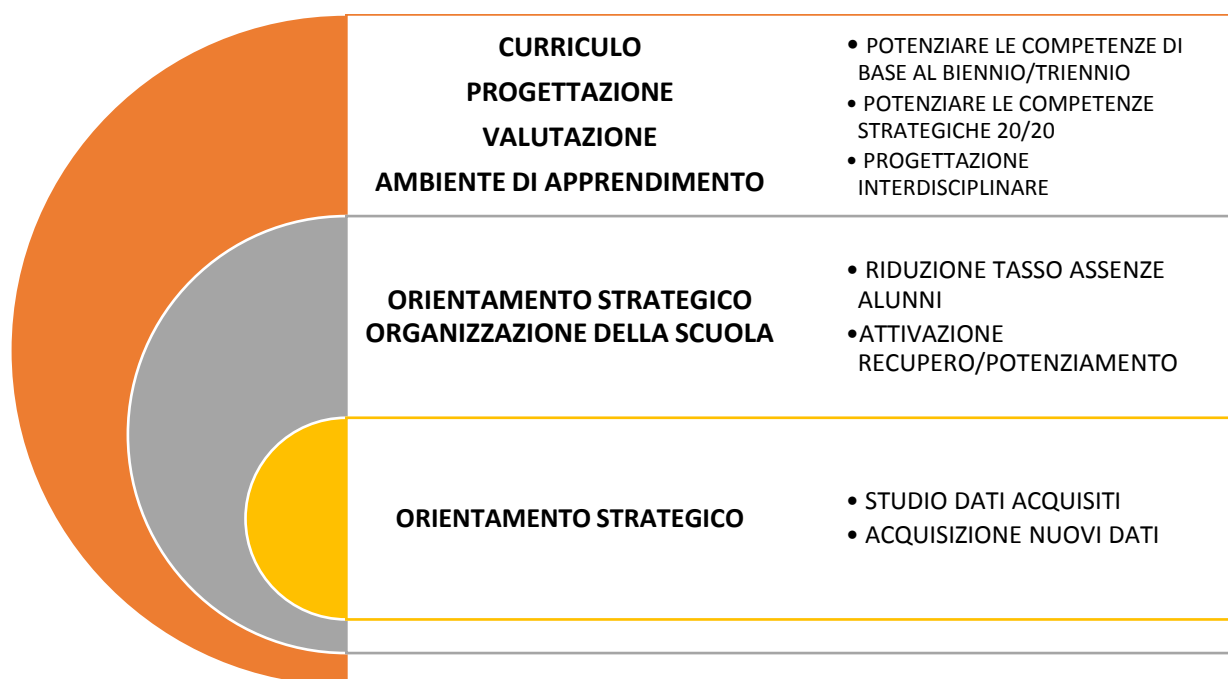 CURRICULO
PROGETTAZIONE
VALUTAZIONE
AMBIENTE DI APPRENDIMENTO
• POTENZIARE LE COMPETENZE DI
BASE AL BIENNIO/TRIENNIO
• POTENZIARE LE COMPETENZE
STRATEGICHE 20/20
• PROGETTAZIONE
INTERDISCIPLINARE
ORIENTAMENTO STRATEGICO
ORGANIZZAZIONE DELLA SCUOLA
• RIDUZIONE TASSO ASSENZE
ALUNNI
•ATTIVAZIONE
RECUPERO/POTENZIAMENTO
ORIENTAMENTO STRATEGICO
• STUDIO DATI ACQUISITI
• ACQUISIZIONE NUOVI DATI